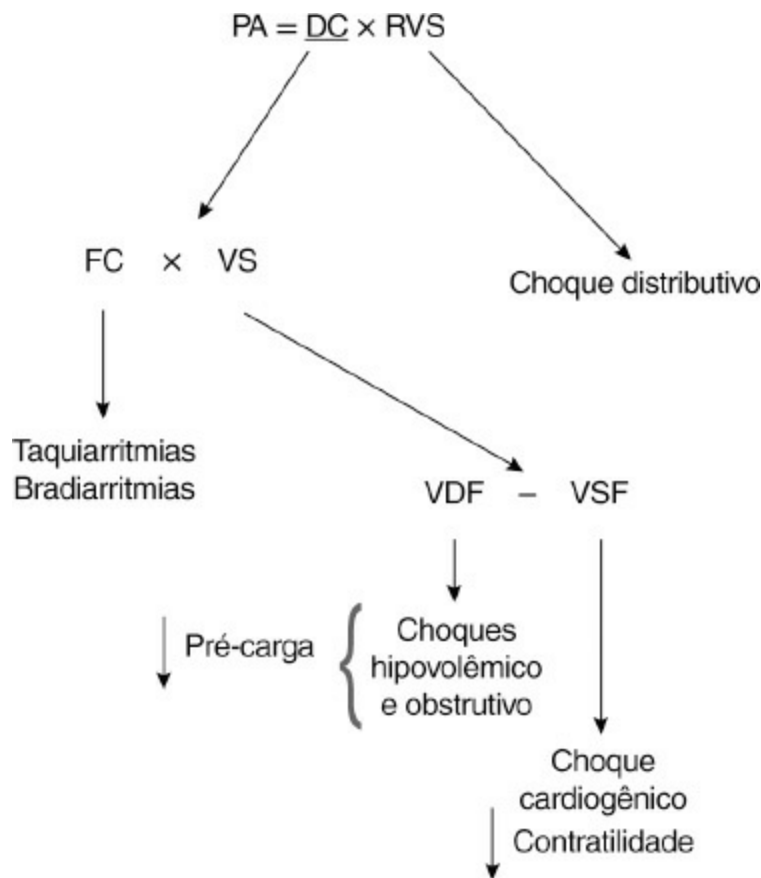 PA = DC × RVS
FC × VS
Choque distributivo
Taquiarritmias
Bradiarritmias
VDF – VSF
Pré-carga
Choques
hipovolêmico
e obstrutivo
Choque
cardiogênico
Contratilidade